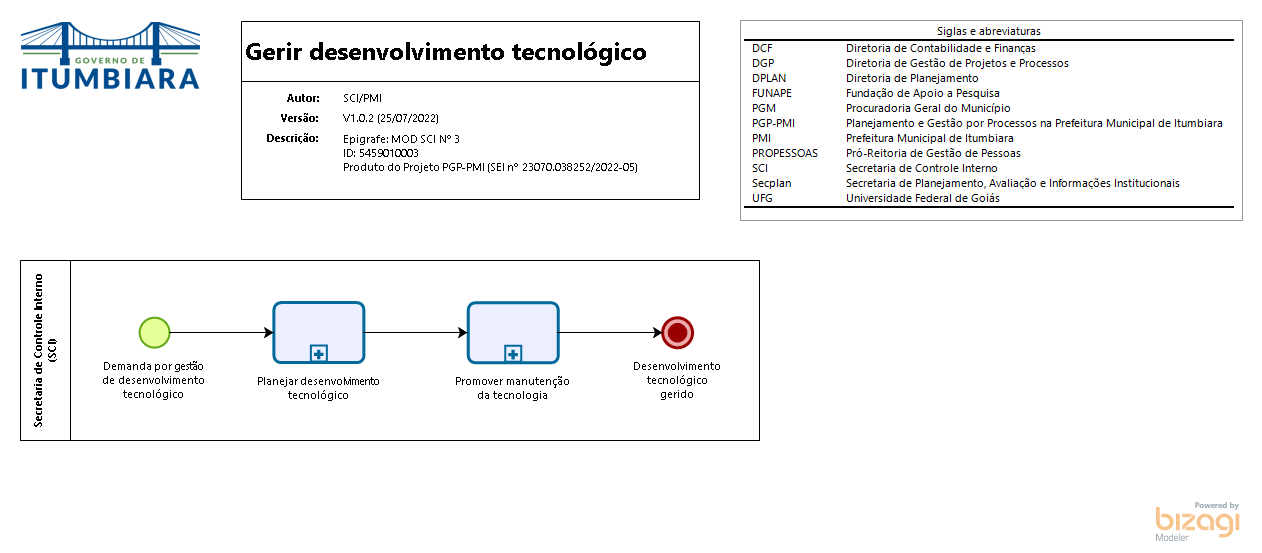 GOVERNO DE
ITUMBIARA
Gerir desenvolvimento tecnológico
Autor: SCI/PMI
Versão: V1.0.2 (25/07/2022)
Descrição: Epigrafe: MOD SCI Nº 3
ID: 5459010003
Produto do Projeto PGP-PMI (SEI nº 23070.038252/2022-05)
Siglas e abreviaturas
DCF Diretoria de Contabilidade e Finanças
DGP Diretoria de Gestão de Projetos e Processos
DPLAN Diretoria de Planejamento
FUNAPE Fundação de Apoio a Pesquisa
PGM Procuradoria Geral do Município
PGP-PMI Planejamento e Gestão por Processos na Prefeitura Municipal de Itumbiara
PMI Prefeitura Municipal de Itumbiara
PROPESSOAS Pró-Reitoria de Gestão de Pessoas
SCI Secretaria de Controle Interno
Secplan Secretaria de Planejamento, Avaliação e Informações Institucionais
UFG Universidade Federal de Goiás
Secretaria de Controle Interno
(SCI)
Demanda por gestão
de desenvolvimento
tecnológico
Planejar desenvolvimento
tecnológico
Promover manutenção
da tecnologia
Desenvolvimento
tecnológico
gerido
Powered by
bizagi
Modeler